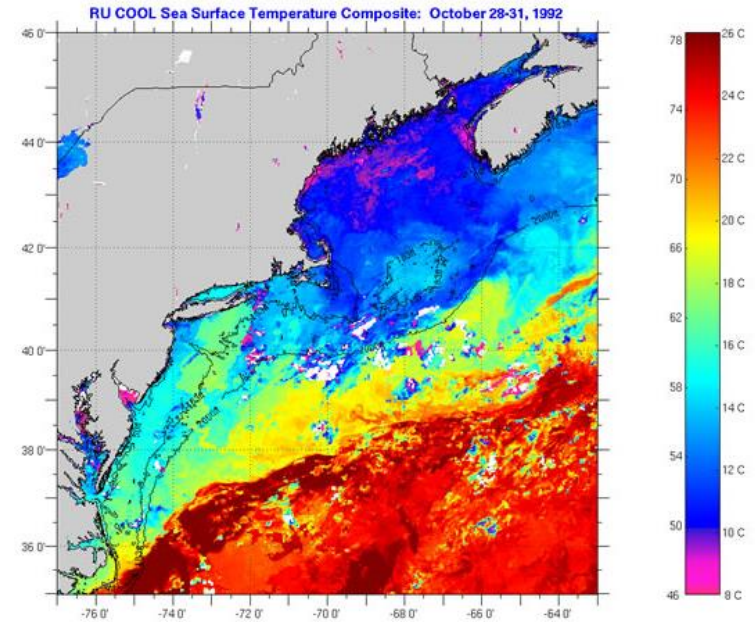 RU COOL Sea Surface Temperature Composite: October 28-31, 1992
46 0'
44 0'
42 0'
40 0'
38 0'
36 0'
-76 0'
-74 0'
-72 0'
-70 0'
-68 0'
-66 0'
-64 0'
0
200ft
78
74
70
66
62
58
54
50
46
26 C
24 C
22 C
20 C
18 C
16 C
14 C
12 C
10 C
8 C